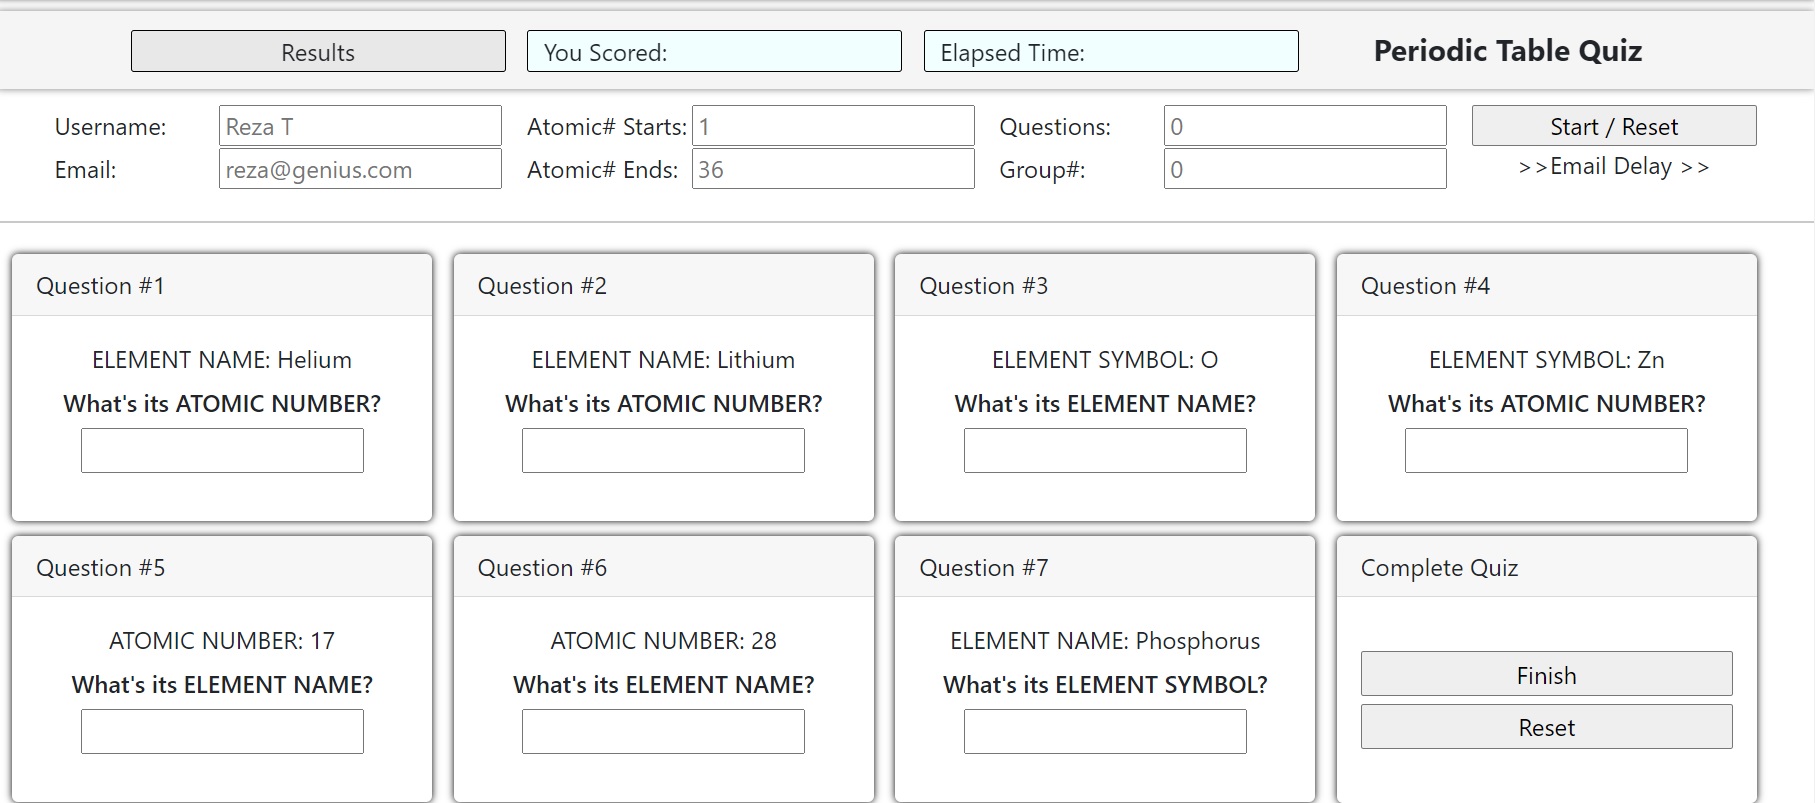 Results
You Scored:
Elapsed Time:
Periodic Table Quiz
Username: Reza T
Atomic# Starts: 1
Questions: 0
Start / Reset
Email: reza@genius.com
Atomic# Ends: 36
Group#: 0
>>Email Delay >>
Question #1
ELEMENT NAME: Helium
What's its ATOMIC NUMBER?
Question #2
ELEMENT NAME: Lithium
What's its ATOMIC NUMBER?
Question #3
ELEMENT SYMBOL: O
What's its ELEMENT NAME?
Question #4
ELEMENT SYMBOL: Zn
What's its ATOMIC NUMBER?
Question #5
ATOMIC NUMBER: 17
What's its ELEMENT NAME?
Question #6
ATOMIC NUMBER: 28
What's its ELEMENT NAME?
Question #7
ELEMENT NAME: Phosphorus
What's its ELEMENT SYMBOL?
Complete Quiz
Finish
Reset